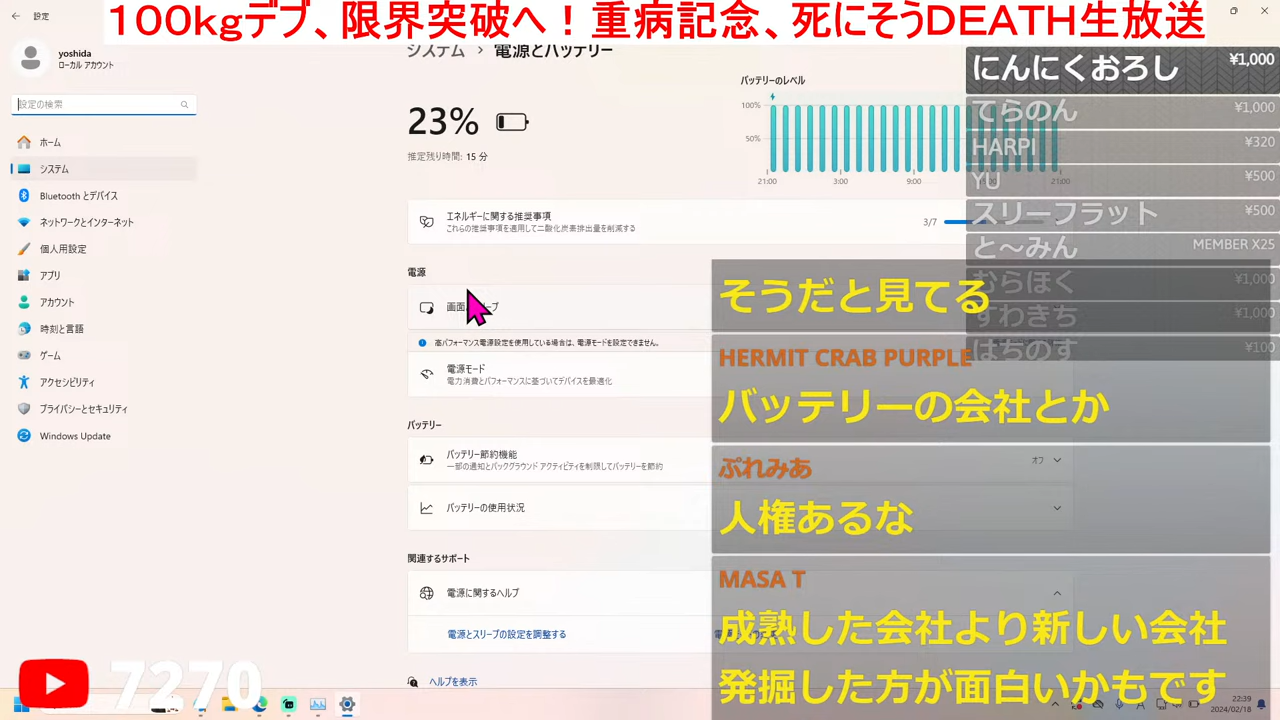 100kgデブ、限界突破へ！重病記念、死にそうDEATH生放送
設定
yoshida
ローカル アカウント
設定の検索
ホーム
システム
Bluetooth とデバイス
ネットワークとインターネット
個人用設定
アプリ
アカウント
時刻と言語
ゲーム
アクセシビリティ
プライバシーとセキュリティ
Windows Update
システム › 電源とバッテリー
23%
推定残り時間: 15 分
バッテリーのレベル
100%
50%
21:00 3:00 9:00 21:00
エネルギーに関する推奨事項
これらの推奨事項を適用して二酸化炭素排出量を削減する
3/7
電源
高パフォーマンス電源設定を使用している場合は、電源モードを設定できません。
電源モード
電力消費とパフォーマンスに基づいてデバイスを最適化
バッテリー
バッテリー節約機能
一部の通知とバックグラウンド アクティビティを制限してバッテリーを節約
オフ
バッテリーの使用状況
関連するサポート
電源に関するヘルプ
電源とスリープの設定を調整する
ヘルプを表示
にんにくおろし ¥1,000
てらのん ¥1,000
HARPI ¥320
YU ¥500
スリーフラット ¥500
と～みん MEMBER X25
むらほく ¥1,000
すわきち ¥1,000
はちのす ¥100
そうだと見てる
HERMIT CRAB PURPLE
バッテリーの会社とか
ぷれみあ
人権あるな
MASA T
成熟した会社より新しい会社
発掘した方が面白いかもです
7270
22:39
2024/02/18